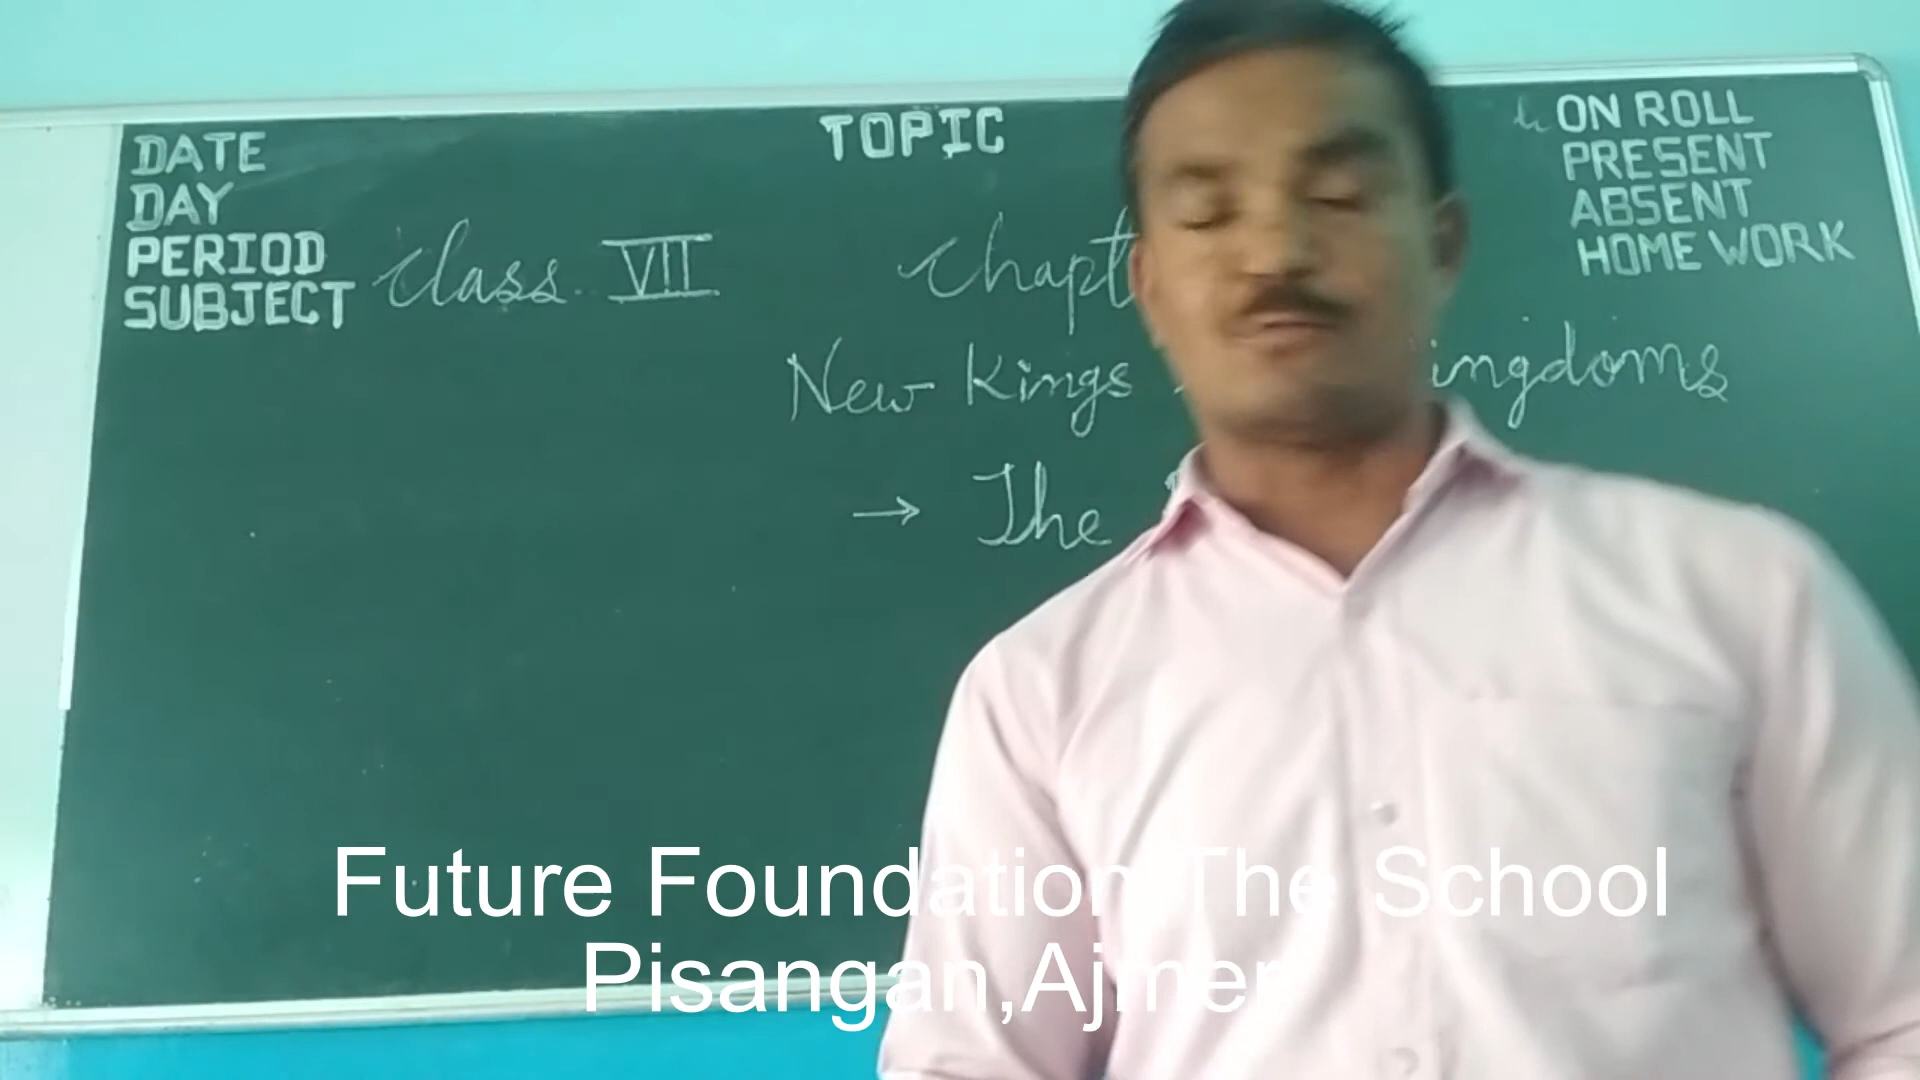 TOPIC
ON ROLL
PRESENT
ABSENT
HOME WORK
DATE
DAY
PERIOD
SUBJECT
Class VII Chapt
New Kings ingdoms
→ The
Future Foundation The School
Pisangan,Ajmer